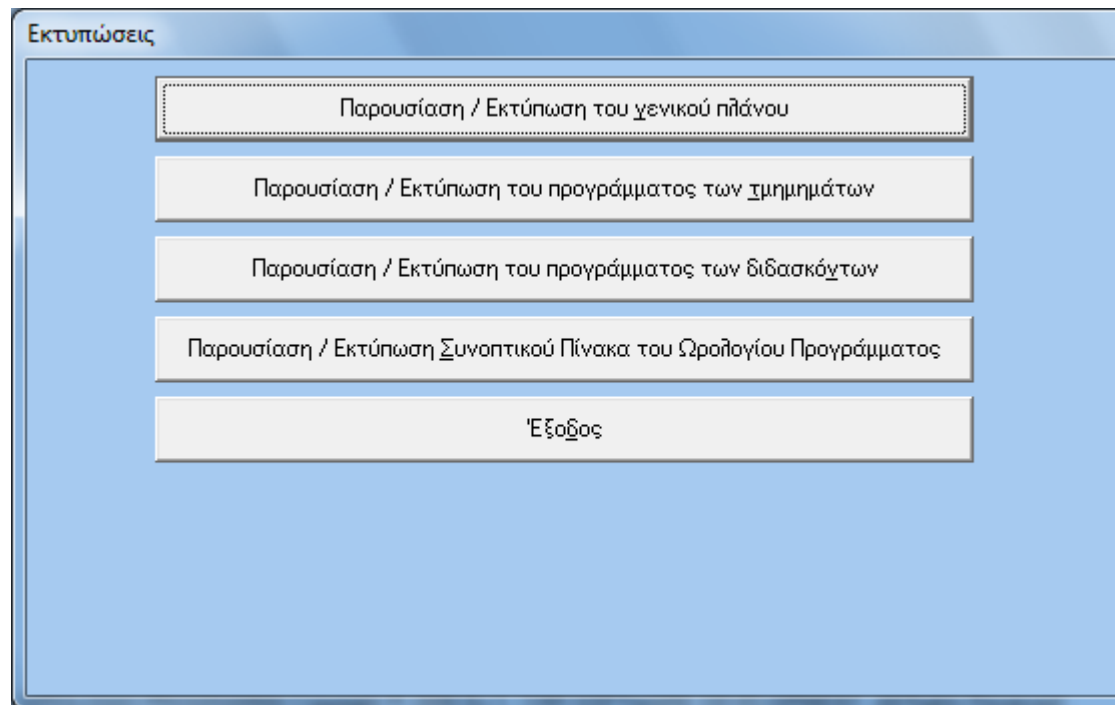 Εκτυπώσεις
Παρουσίαση / Εκτύπωση του γενικού πλάνου
Παρουσίαση / Εκτύπωση του προγράμματος των τμημημάτων
Παρουσίαση / Εκτύπωση του προγράμματος των διδασκόντων
Παρουσίαση / Εκτύπωση Συνοπτικού Πίνακα του Ωρολογίου Προγράμματος
Έξοδος